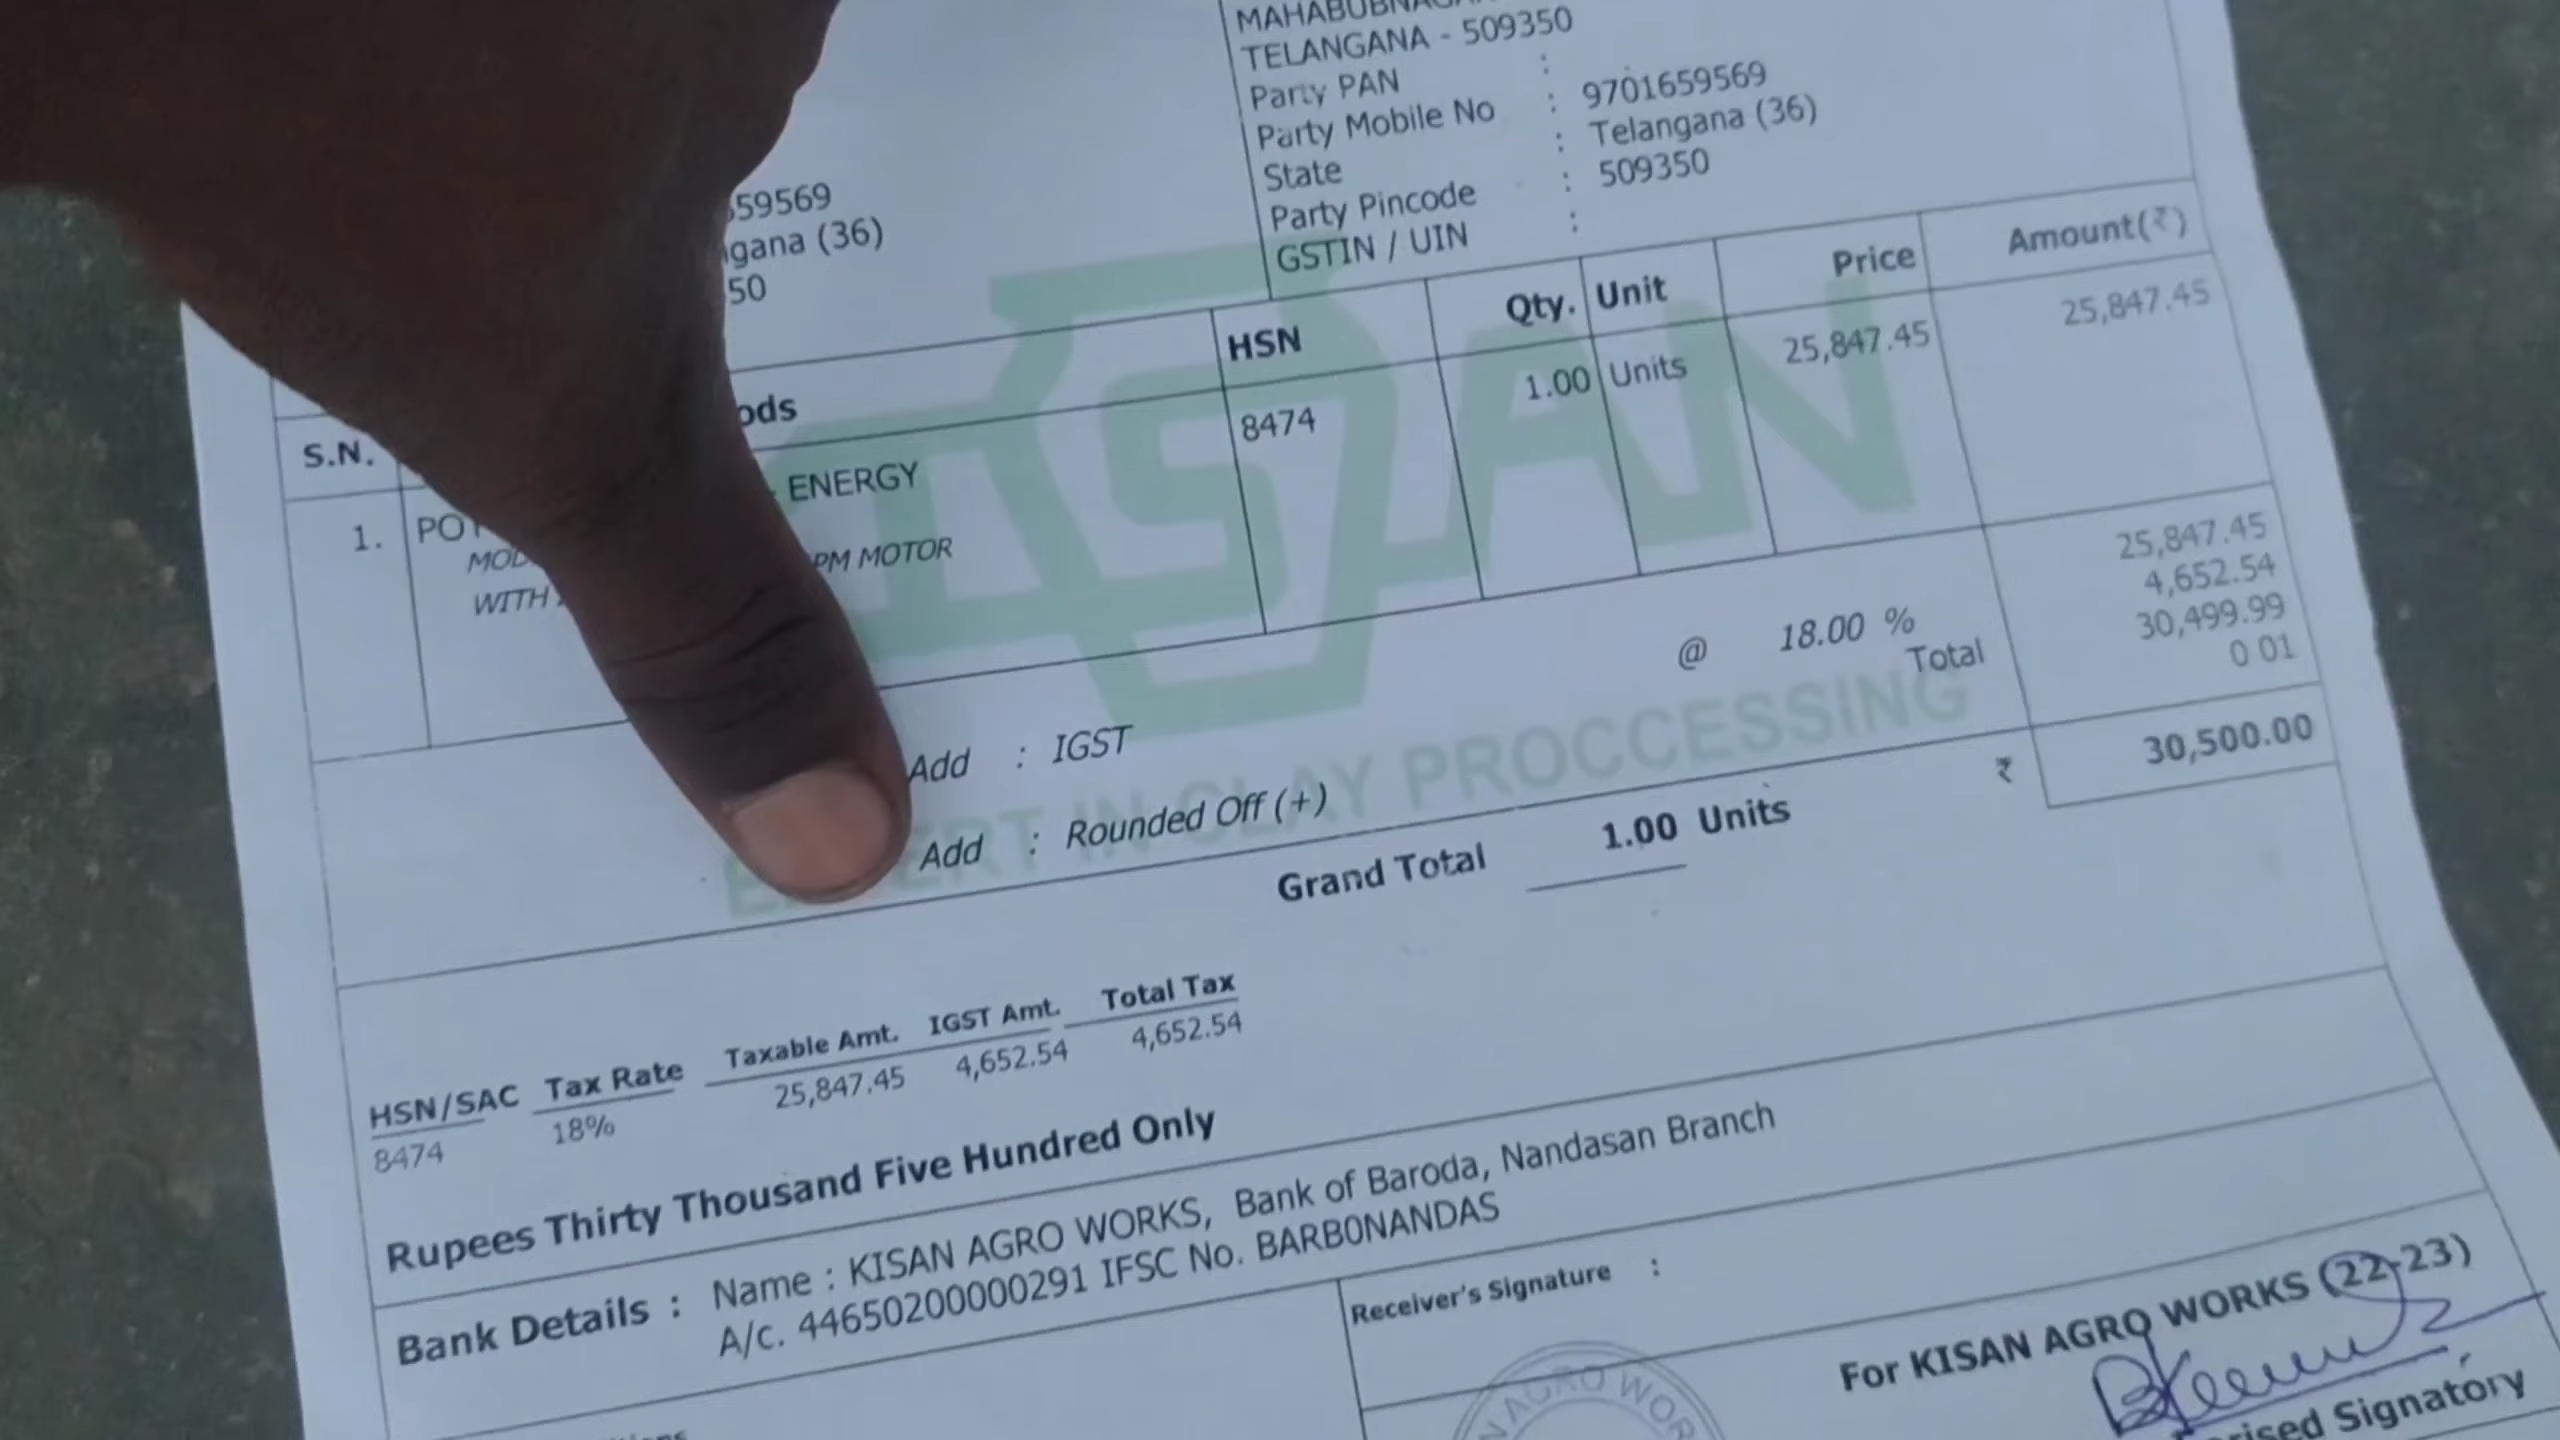 TELANGANA - 509350
Party PAN :
Party Mobile No : 9701659569
State : Telangana (36)
Party Pincode : 509350
GSTIN / UIN :
59569
gana (36)
50
S.N. ods HSN Qty. Unit Price Amount(₹)
1. POT ENERGY 8474 1.00 Units 25,847.45 25,847.45
PM MOTOR
WITH
25,847.45
Add : IGST @ 18.00 % 4,652.54
Total 30,499.99
Add : Rounded Off (+) 0 01
Grand Total 1.00 Units ₹ 30,500.00
KISAN
EXPERT IN CLAY PROCCESSING
HSN/SAC Tax Rate Taxable Amt. IGST Amt. Total Tax
8474 18% 25,847.45 4,652.54 4,652.54
Rupees Thirty Thousand Five Hundred Only
Bank Details : Name : KISAN AGRO WORKS, Bank of Baroda, Nandasan Branch
A/c. 44650200000291 IFSC No. BARB0NANDAS
Receiver's Signature :
For KISAN AGRO WORKS (22-23)
N AGRO WOR
rised Signatory